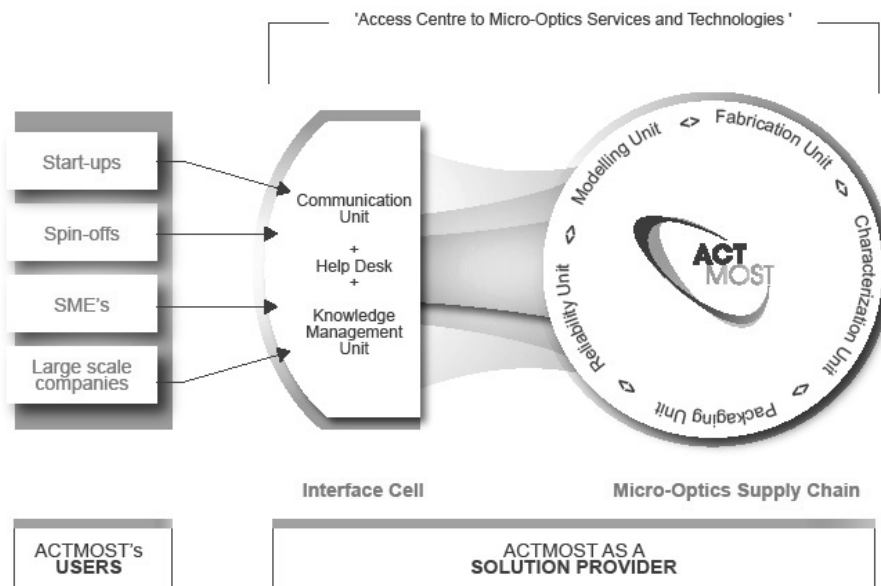 'Access Centre to Micro-Optics Services and Technologies '
Start-ups
Spin-offs
SME's
Large scale
companies
Communication
Unit
+
Help Desk
+
Knowledge
Management
Unit
Modelling Unit
<> Fabrication Unit
<> Characterization Unit
<> Packaging Unit
<> Reliability Unit
<>
ACT
MOST
Interface Cell
Micro-Optics Supply Chain
ACTMOST's
USERS
ACTMOST AS A
SOLUTION PROVIDER